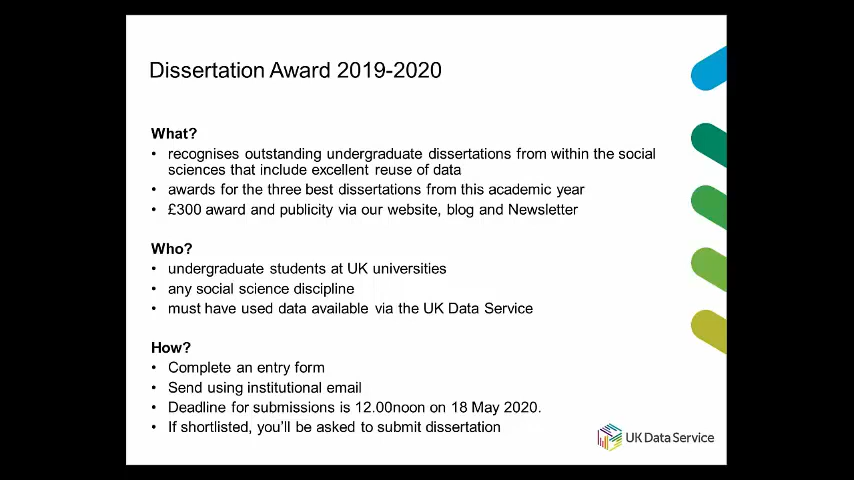 Dissertation Award 2019-2020
What?
• recognises outstanding undergraduate dissertations from within the social
sciences that include excellent reuse of data
• awards for the three best dissertations from this academic year
• £300 award and publicity via our website, blog and Newsletter
Who?
• undergraduate students at UK universities
• any social science discipline
• must have used data available via the UK Data Service
How?
• Complete an entry form
• Send using institutional email
• Deadline for submissions is 12.00noon on 18 May 2020.
• If shortlisted, you'll be asked to submit dissertation
UK Data Service